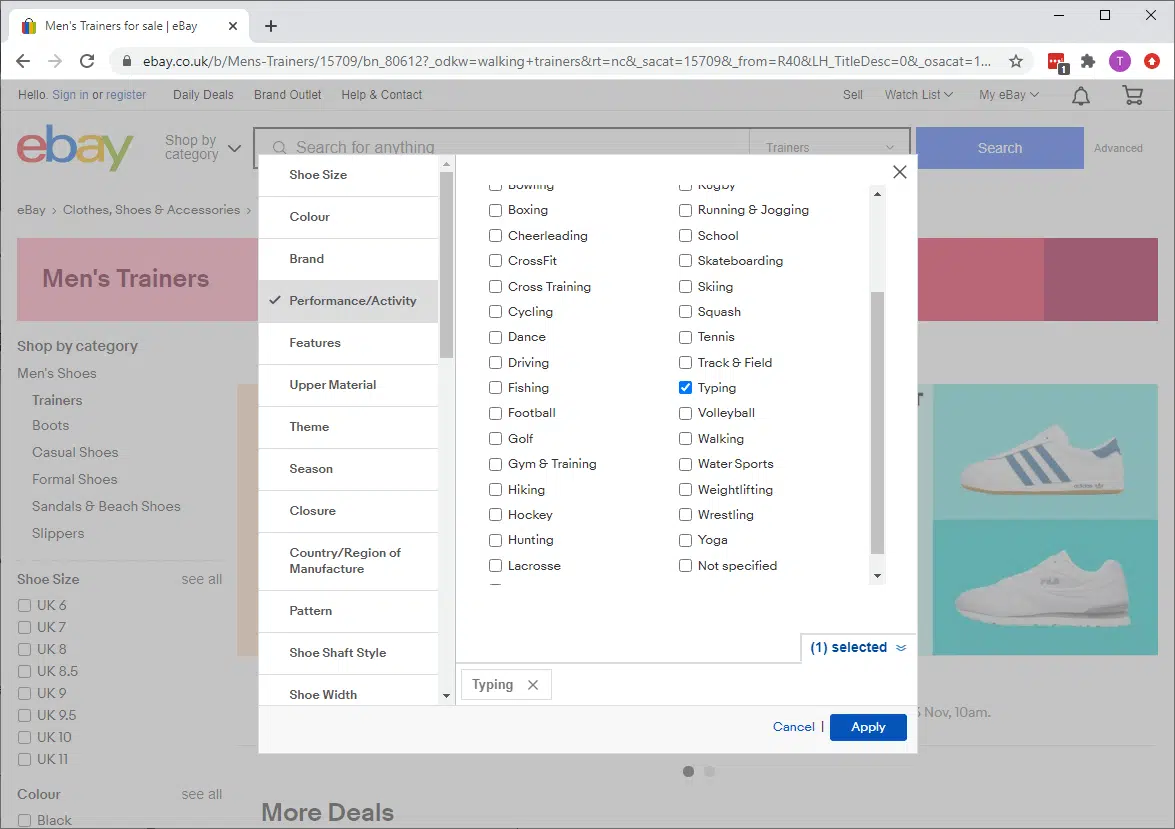 Men's Trainers for sale | eBay
ebay.co.uk/b/Mens-Trainers/15709/bn_80612?_odkw=walking+trainers&rt=nc&_sacat=15709&_from=R40&LH_TitleDesc=0&_osacat=1...
1
T
Hello. Sign in or register
Daily Deals
Brand Outlet
Help & Contact
Sell
Watch List
My eBay
ebay
Shop by
category
Search for anything
Trainers
Search
Advanced
eBay > Clothes, Shoes & Accessories >
Men's Trainers
Shop by category
Men's Shoes
Trainers
Boots
Casual Shoes
Formal Shoes
Sandals & Beach Shoes
Slippers
Shoe Size see all
UK 6
UK 7
UK 8
UK 8.5
UK 9
UK 9.5
UK 10
UK 11
Colour see all
Black
Shoe Size
Colour
Brand
Performance/Activity
Features
Upper Material
Theme
Season
Closure
Country/Region of
Manufacture
Pattern
Shoe Shaft Style
Shoe Width
Bowling
Boxing
Cheerleading
CrossFit
Cross Training
Cycling
Dance
Driving
Fishing
Football
Golf
Gym & Training
Hiking
Hockey
Hunting
Lacrosse
Rugby
Running & Jogging
School
Skateboarding
Skiing
Squash
Tennis
Track & Field
Typing
Volleyball
Walking
Water Sports
Weightlifting
Wrestling
Yoga
Not specified
(1) selected
Typing
Cancel | Apply
FILA
Nov, 10am.
More Deals